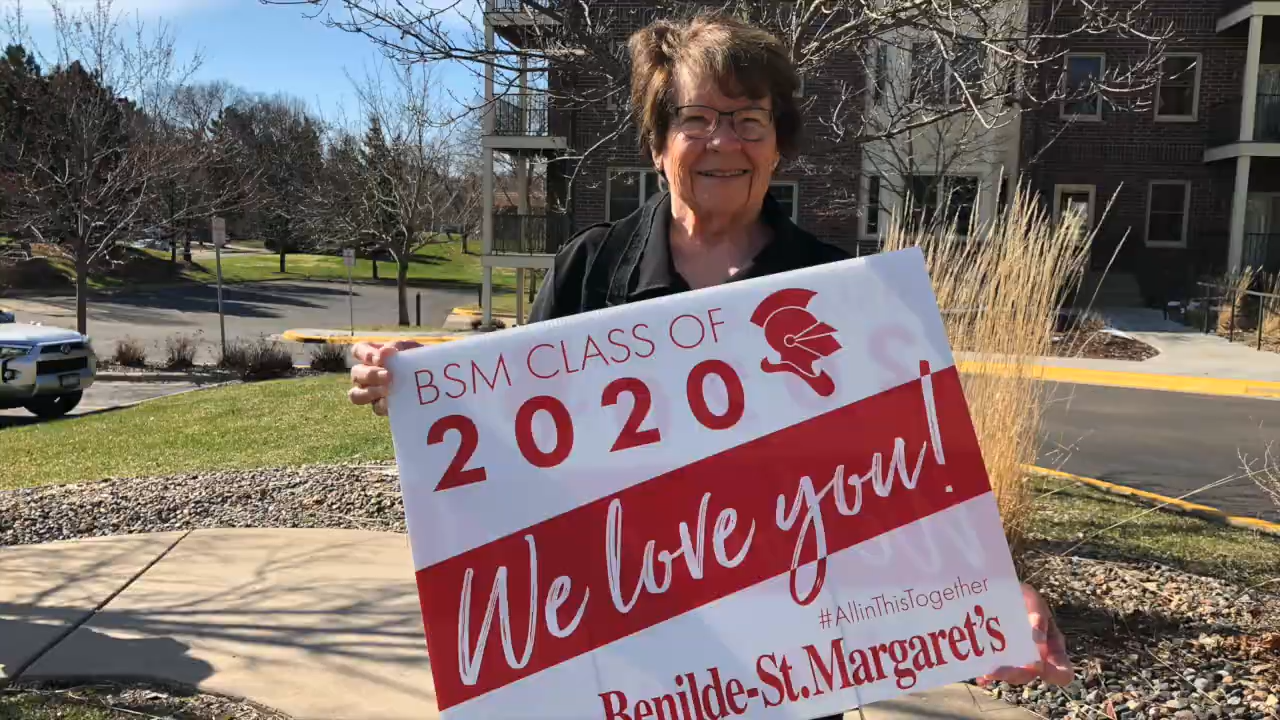 BSM CLASS OF
2020
We love you!
#AllinThisTogether
Benilde-St. Margaret's